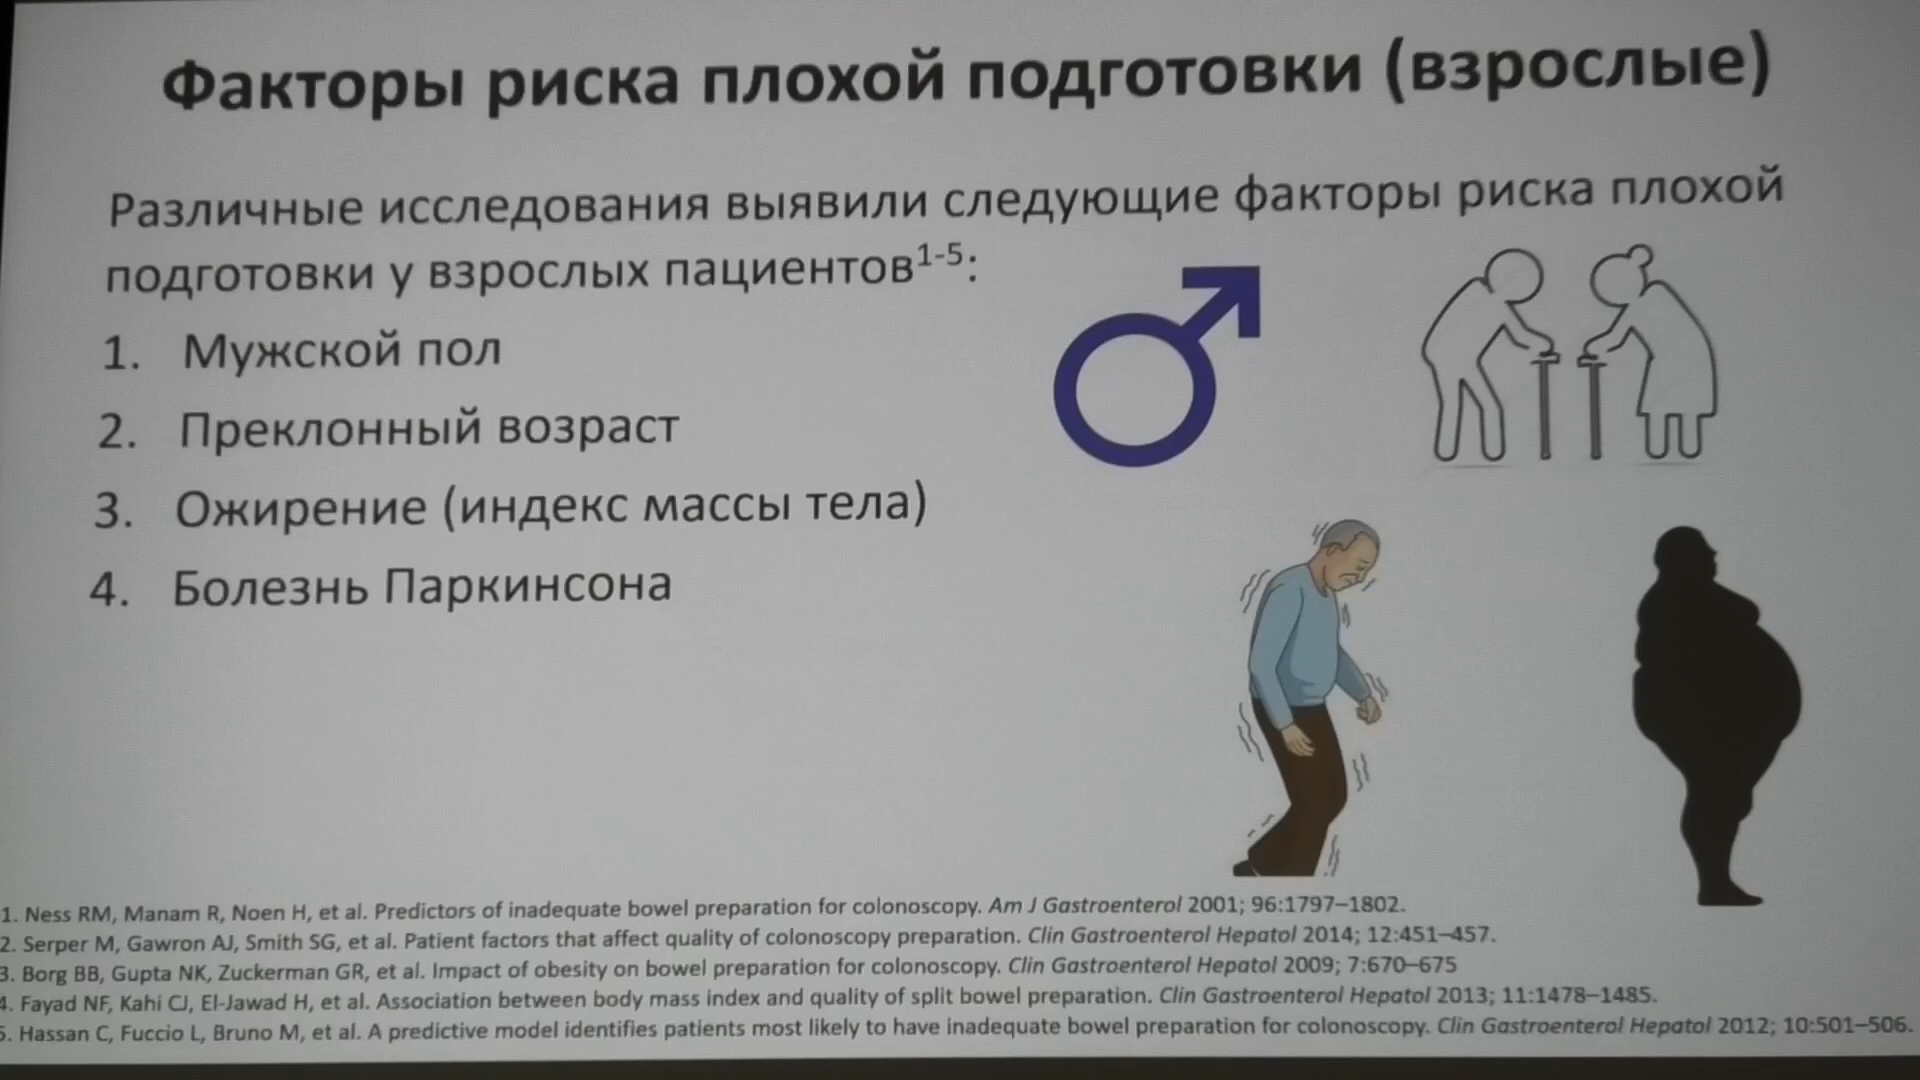 Факторы риска плохой подготовки (взрослые)
Различные исследования выявили следующие факторы риска плохой
подготовки у взрослых пациентов1-5:
1. Мужской пол
2. Преклонный возраст
3. Ожирение (индекс массы тела)
4. Болезнь Паркинсона
1. Ness RM, Manam R, Noen H, et al. Predictors of inadequate bowel preparation for colonoscopy. Am J Gastroenterol 2001; 96:1797–1802.
2. Serper M, Gawron AJ, Smith SG, et al. Patient factors that affect quality of colonoscopy preparation. Clin Gastroenterol Hepatol 2014; 12:451–457.
3. Borg BB, Gupta NK, Zuckerman GR, et al. Impact of obesity on bowel preparation for colonoscopy. Clin Gastroenterol Hepatol 2009; 7:670–675
4. Fayad NF, Kahi CJ, El-Jawad H, et al. Association between body mass index and quality of split bowel preparation. Clin Gastroenterol Hepatol 2013; 11:1478–1485.
5. Hassan C, Fuccio L, Bruno M, et al. A predictive model identifies patients most likely to have inadequate bowel preparation for colonoscopy. Clin Gastroenterol Hepatol 2012; 10:501–506.